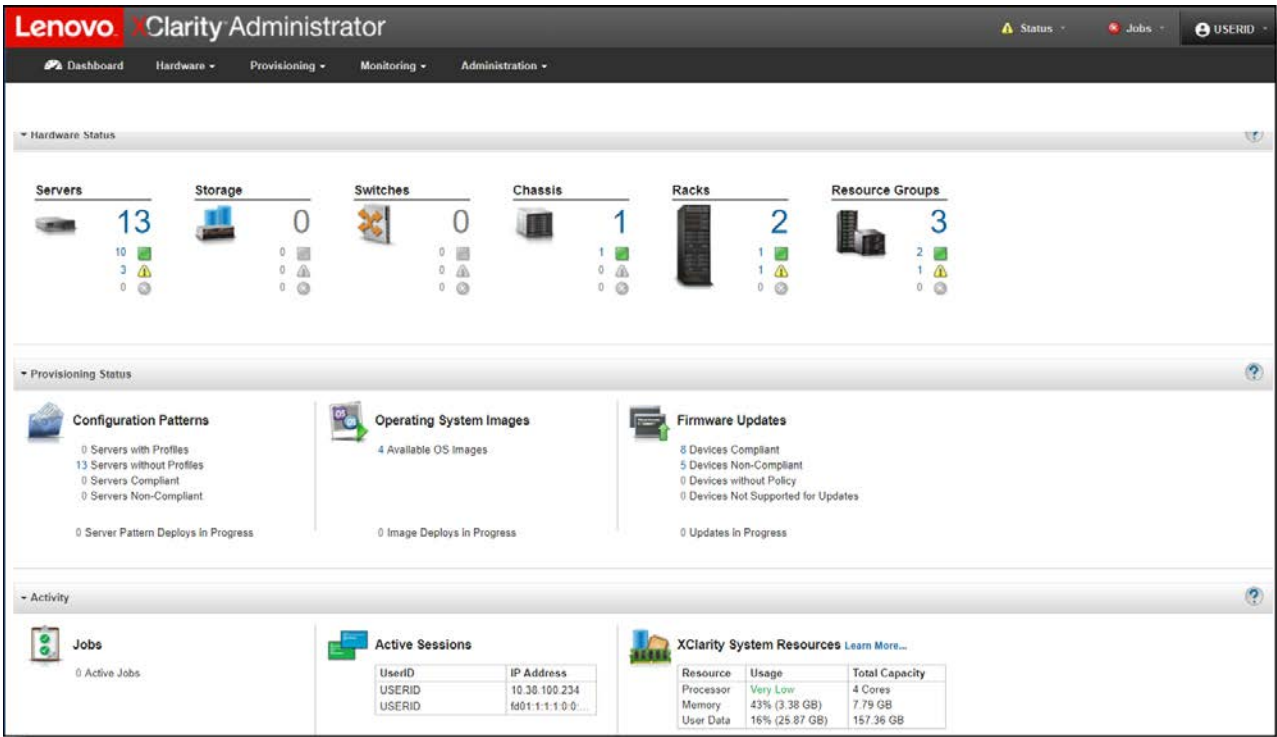 Lenovo. XClarity Administrator
Status
Jobs
USERID
Dashboard Hardware Provisioning Monitoring Administration
Hardware Status
Servers Storage Switches Chassis Racks Resource Groups
13 0 0 1 2 3
10 0 0 1 1 2
3 0 0 0 1 1
0 0 0 0 0 0
Provisioning Status
Configuration Patterns
0 Servers with Profiles
13 Servers without Profiles
0 Servers Compliant
0 Servers Non-Compliant
0 Server Pattern Deploys in Progress
OS
Operating System Images
4 Available OS Images
0 Image Deploys in Progress
Firmware Updates
8 Devices Compliant
5 Devices Non-Compliant
0 Devices without Policy
0 Devices Not Supported for Updates
0 Updates in Progress
Activity
Jobs
0 Active Jobs
Active Sessions
UserID IP Address
USERID 10.38.100.234
USERID fd01:1:1:1:0:0:...
XClarity System Resources Learn More...
Resource Usage Total Capacity
Processor Very Low 4 Cores
Memory 43% (3.38 GB) 7.79 GB
User Data 16% (25.87 GB) 157.36 GB